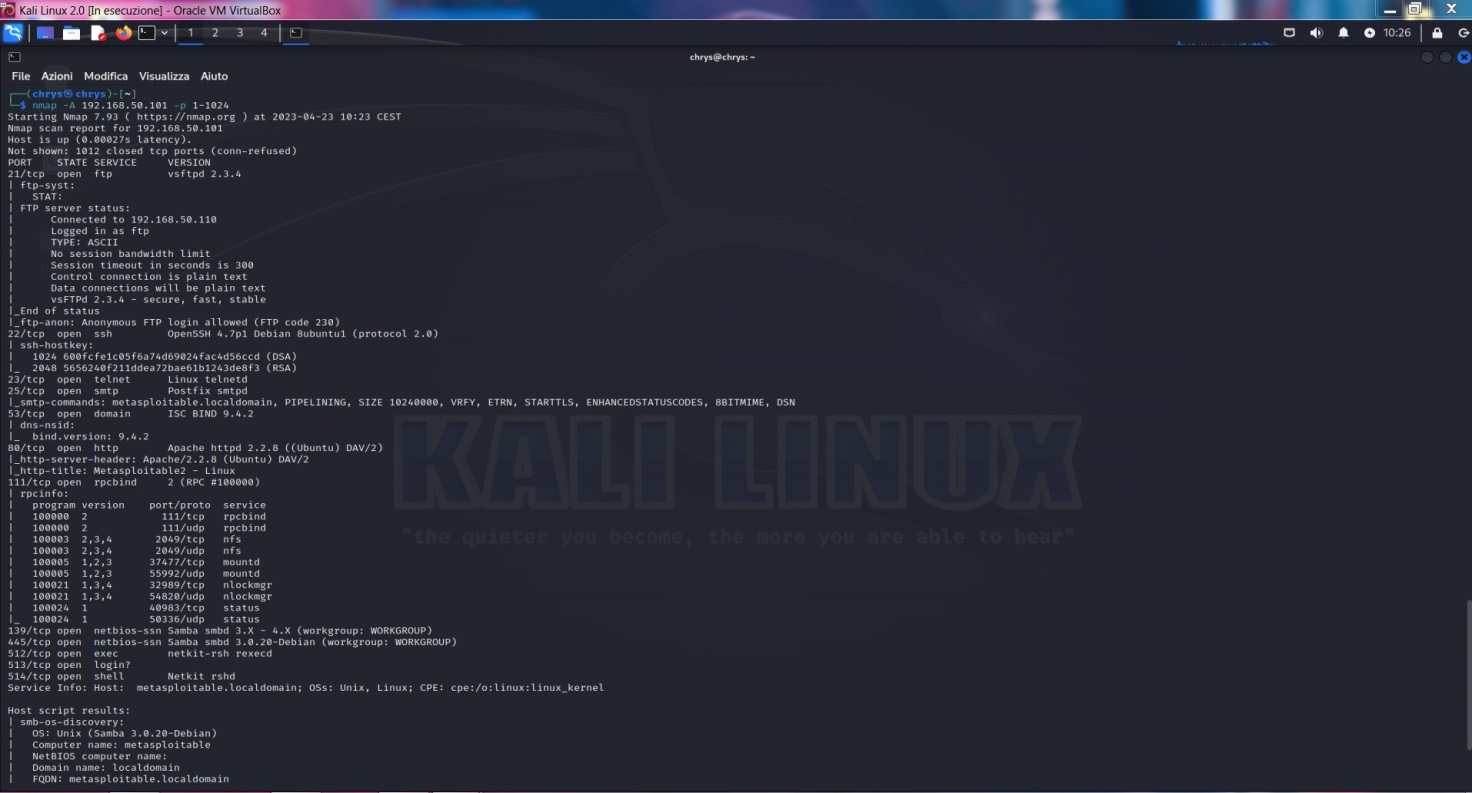 Kali Linux 2.0 [In esecuzione] - Oracle VM VirtualBox
1 2 3 4
10:26
chrys@chrys: ~
File Azioni Modifica Visualizza Aiuto
(chrys㉿chrys)-[~]
$ nmap -A 192.168.50.101 -p 1-1024
Starting Nmap 7.93 ( https://nmap.org ) at 2023-04-23 10:23 CEST
Nmap scan report for 192.168.50.101
Host is up (0.00027s latency).
Not shown: 1012 closed tcp ports (conn-refused)
PORT    STATE SERVICE     VERSION
21/tcp  open  ftp         vsftpd 2.3.4
| ftp-syst:
|   STAT:
| FTP server status:
|      Connected to 192.168.50.110
|      Logged in as ftp
|      TYPE: ASCII
|      No session bandwidth limit
|      Session timeout in seconds is 300
|      Control connection is plain text
|      Data connections will be plain text
|      vsFTPd 2.3.4 - secure, fast, stable
|_End of status
|_ftp-anon: Anonymous FTP login allowed (FTP code 230)
22/tcp  open  ssh         OpenSSH 4.7p1 Debian 8ubuntu1 (protocol 2.0)
| ssh-hostkey:
|   1024 600fcfe1c05f6a74d69024fac4d56ccd (DSA)
|_  2048 5656240f211ddea72bae61b1243de8f3 (RSA)
23/tcp  open  telnet      Linux telnetd
25/tcp  open  smtp        Postfix smtpd
|_smtp-commands: metasploitable.localdomain, PIPELINING, SIZE 10240000, VRFY, ETRN, STARTTLS, ENHANCEDSTATUSCODES, 8BITMIME, DSN
53/tcp  open  domain      ISC BIND 9.4.2
| dns-nsid:
|_  bind.version: 9.4.2
80/tcp  open  http        Apache httpd 2.2.8 ((Ubuntu) DAV/2)
|_http-server-header: Apache/2.2.8 (Ubuntu) DAV/2
|_http-title: Metasploitable2 - Linux
111/tcp open  rpcbind     2 (RPC #100000)
| rpcinfo:
|   program version    port/proto  service
|   100000  2            111/tcp   rpcbind
|   100000  2            111/udp   rpcbind
|   100003  2,3,4       2049/tcp   nfs
|   100003  2,3,4       2049/udp   nfs
|   100005  1,2,3      37477/tcp   mountd
|   100005  1,2,3      55992/udp   mountd
|   100021  1,3,4      32989/tcp   nlockmgr
|   100021  1,3,4      54820/udp   nlockmgr
|   100024  1          40983/tcp   status
|_  100024  1          50336/udp   status
139/tcp open  netbios-ssn Samba smbd 3.X - 4.X (workgroup: WORKGROUP)
445/tcp open  netbios-ssn Samba smbd 3.0.20-Debian (workgroup: WORKGROUP)
512/tcp open  exec        netkit-rsh rexecd
513/tcp open  login?
514/tcp open  shell       Netkit rshd
Service Info: Host:  metasploitable.localdomain; OSs: Unix, Linux; CPE: cpe:/o:linux:linux_kernel
Host script results:
| smb-os-discovery:
|   OS: Unix (Samba 3.0.20-Debian)
|   Computer name: metasploitable
|   NetBIOS computer name:
|   Domain name: localdomain
|   FQDN: metasploitable.localdomain
KALI LINUX
"the quieter you become, the more you are able to hear"